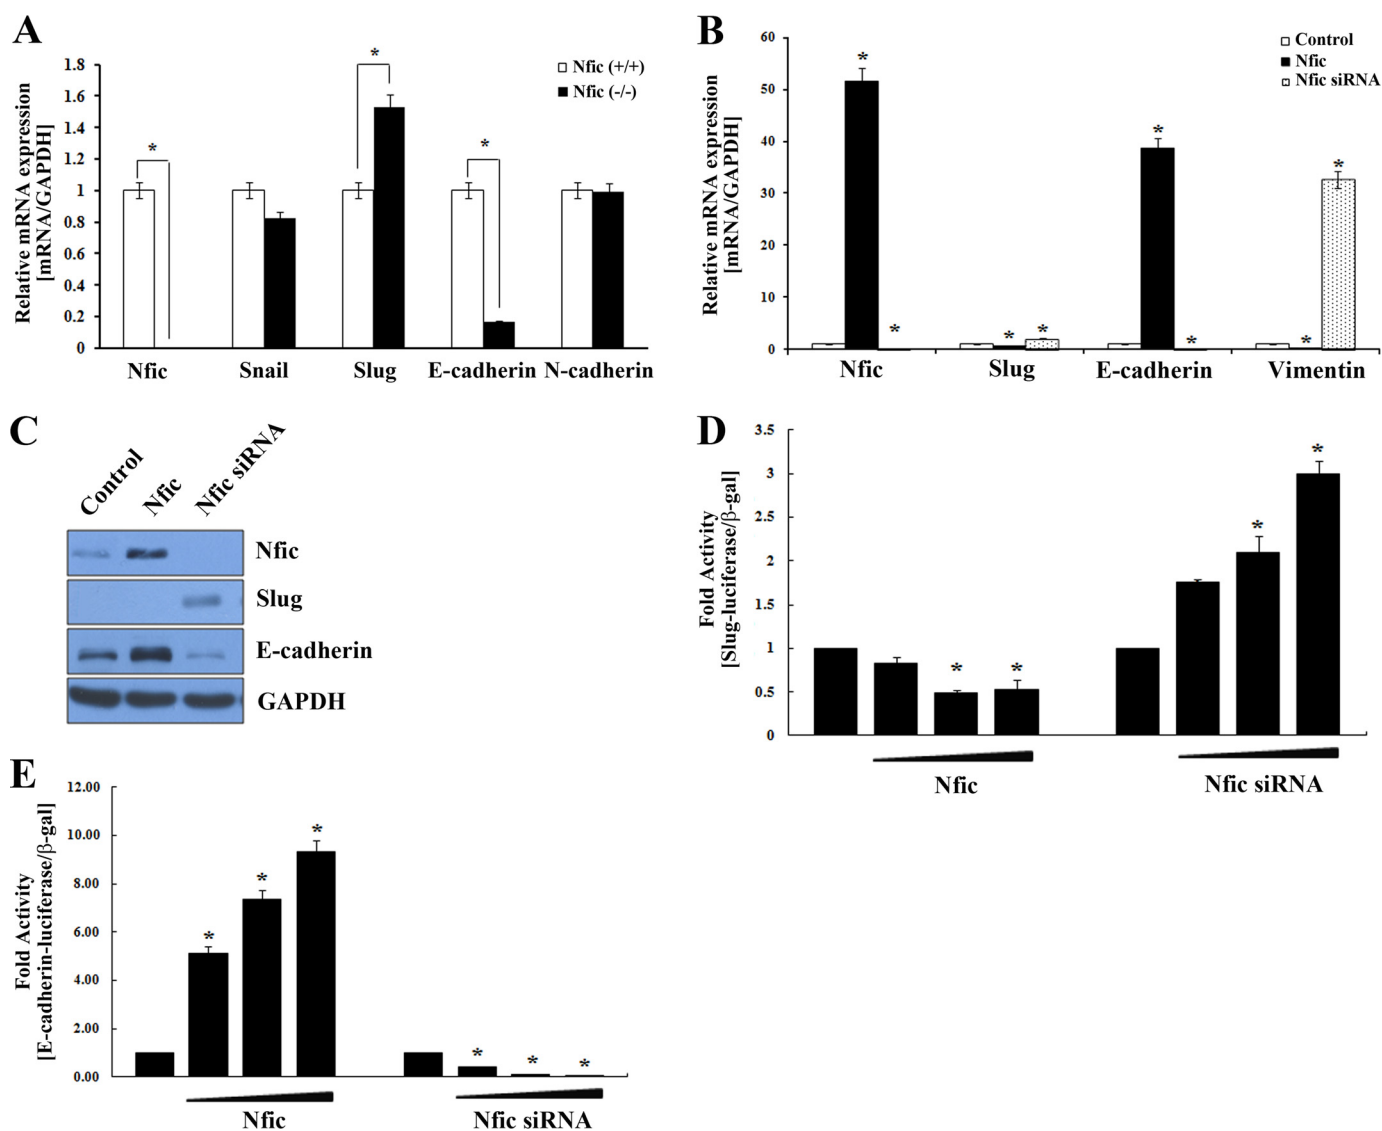 A
Relative mRNA expression
[mRNA/GAPDH]
1.8
1.6
1.4
1.2
1
0.8
0.6
0.4
0.2
0
Nfic (+/+)
Nfic (-/-)
*
*
*
Nfic
Snail
Slug
E-cadherin
N-cadherin
B
Relative mRNA expression
[mRNA/GAPDH]
60
50
40
30
20
10
0
Control
Nfic
Nfic siRNA
*
*
*
*
*
*
*
*
Nfic
Slug
E-cadherin
Vimentin
C
Control
Nfic
Nfic siRNA
Nfic
Slug
E-cadherin
GAPDH
D
Fold Activity
[Slug-luciferase/β-gal]
3.5
3
2.5
2
1.5
1
0.5
0
*
*
*
*
Nfic
Nfic siRNA
E
Fold Activity
[E-cadherin-luciferase/β-gal]
12.00
10.00
8.00
6.00
4.00
2.00
0.00
*
*
*
*
*
*
Nfic
Nfic siRNA